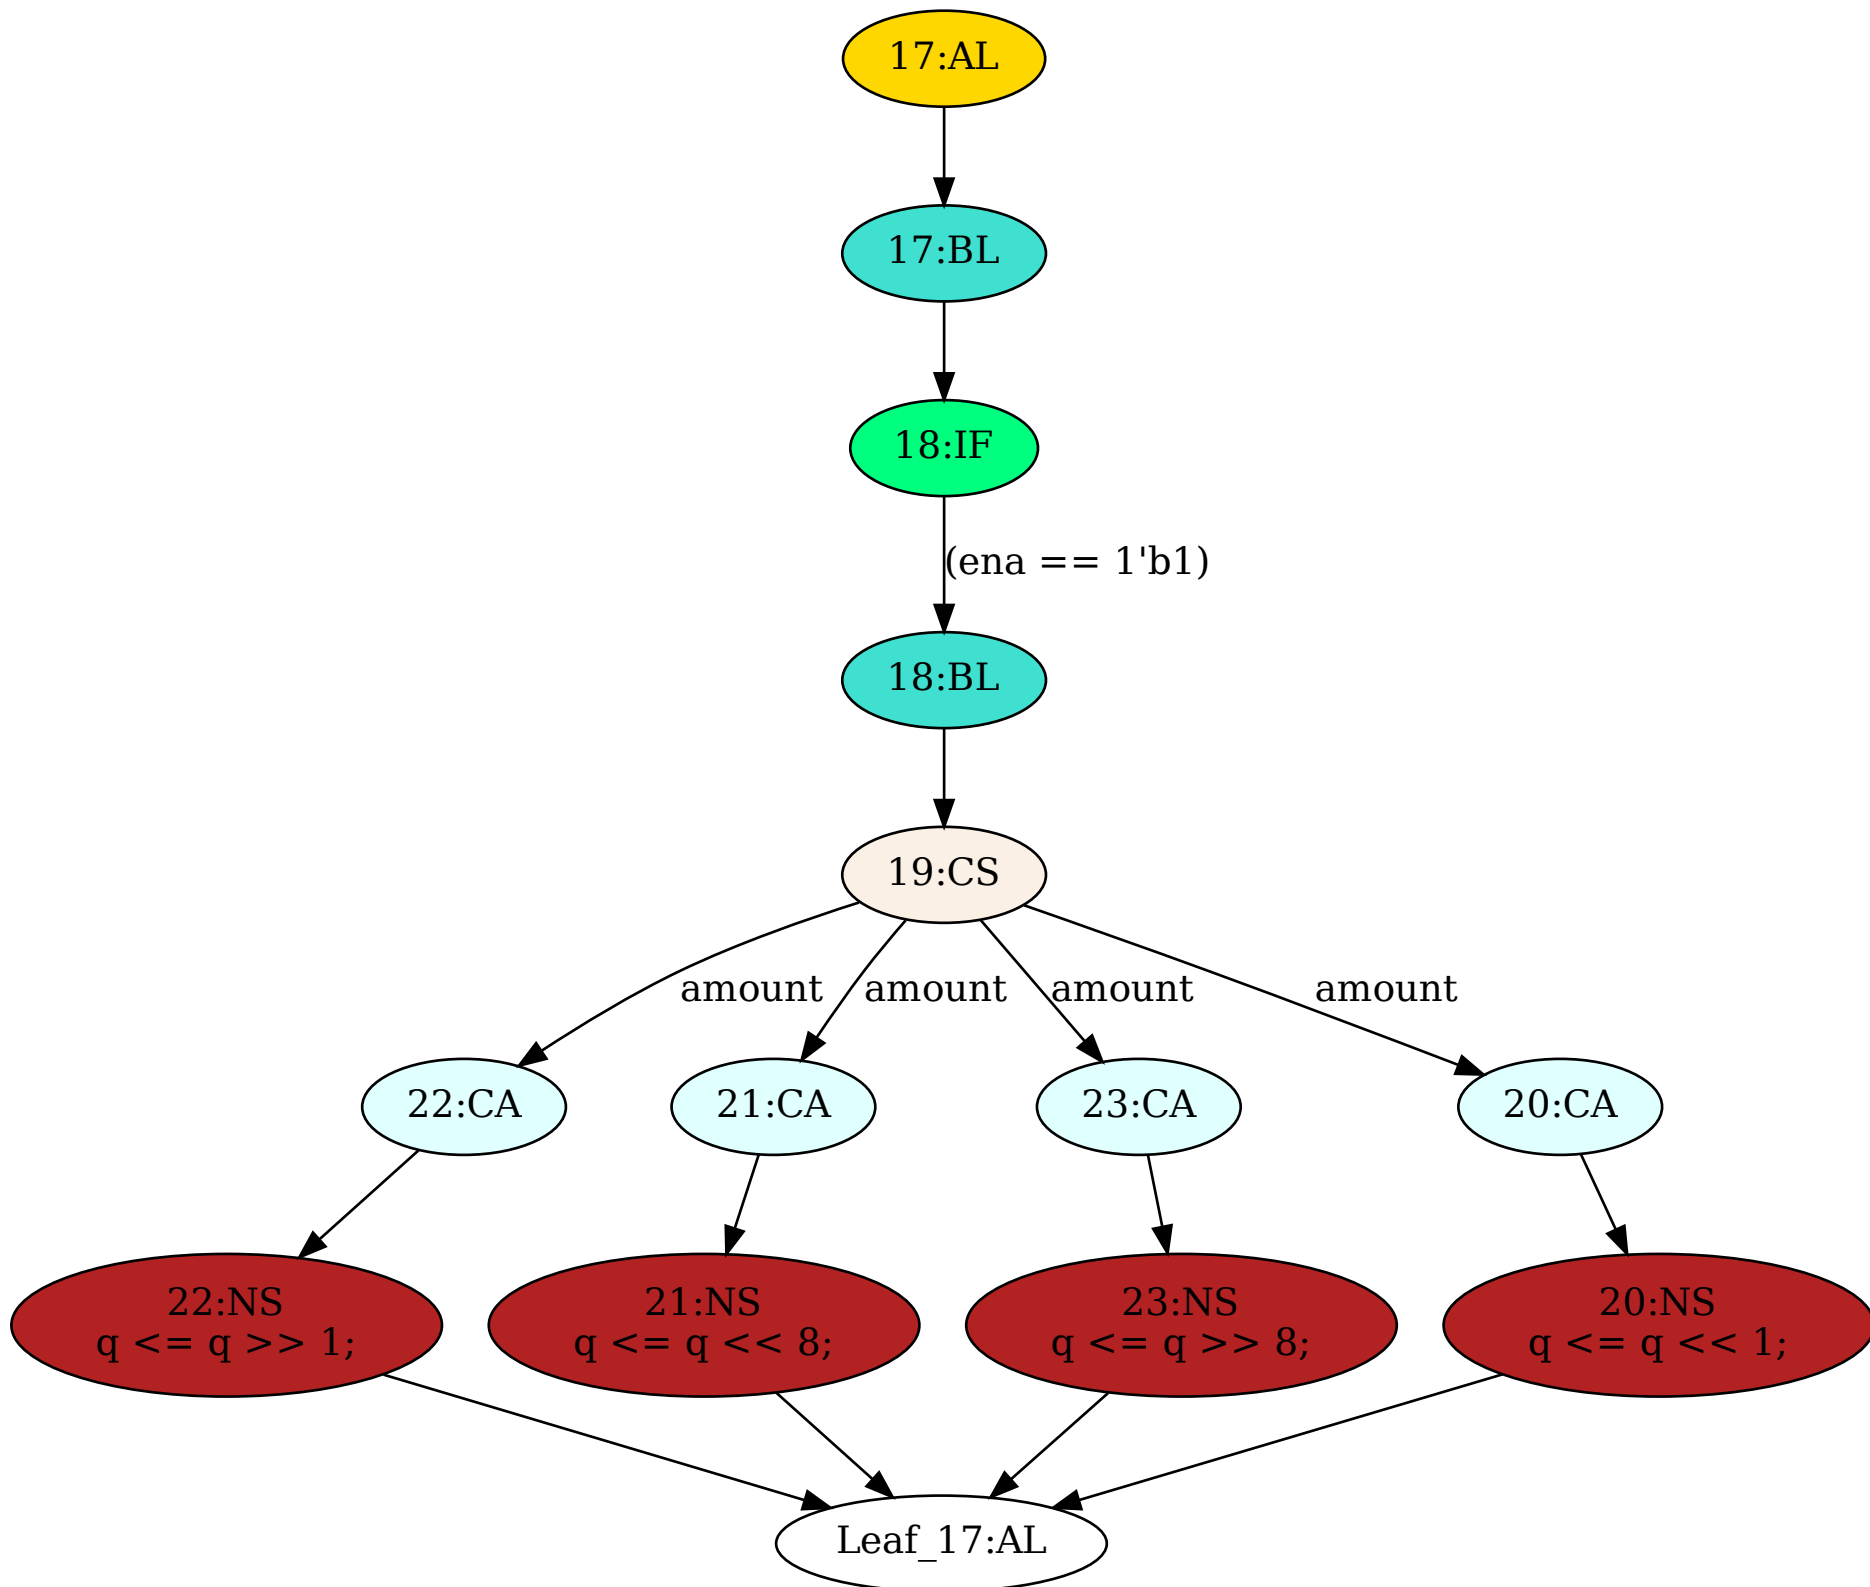 17:AL
17:BL
18:IF
(ena == 1'b1)
18:BL
19:CS
amount
amount
amount
amount
22:CA
21:CA
23:CA
20:CA
22:NS
q <= q >> 1;
21:NS
q <= q << 8;
23:NS
q <= q >> 8;
20:NS
q <= q << 1;
Leaf_17:AL